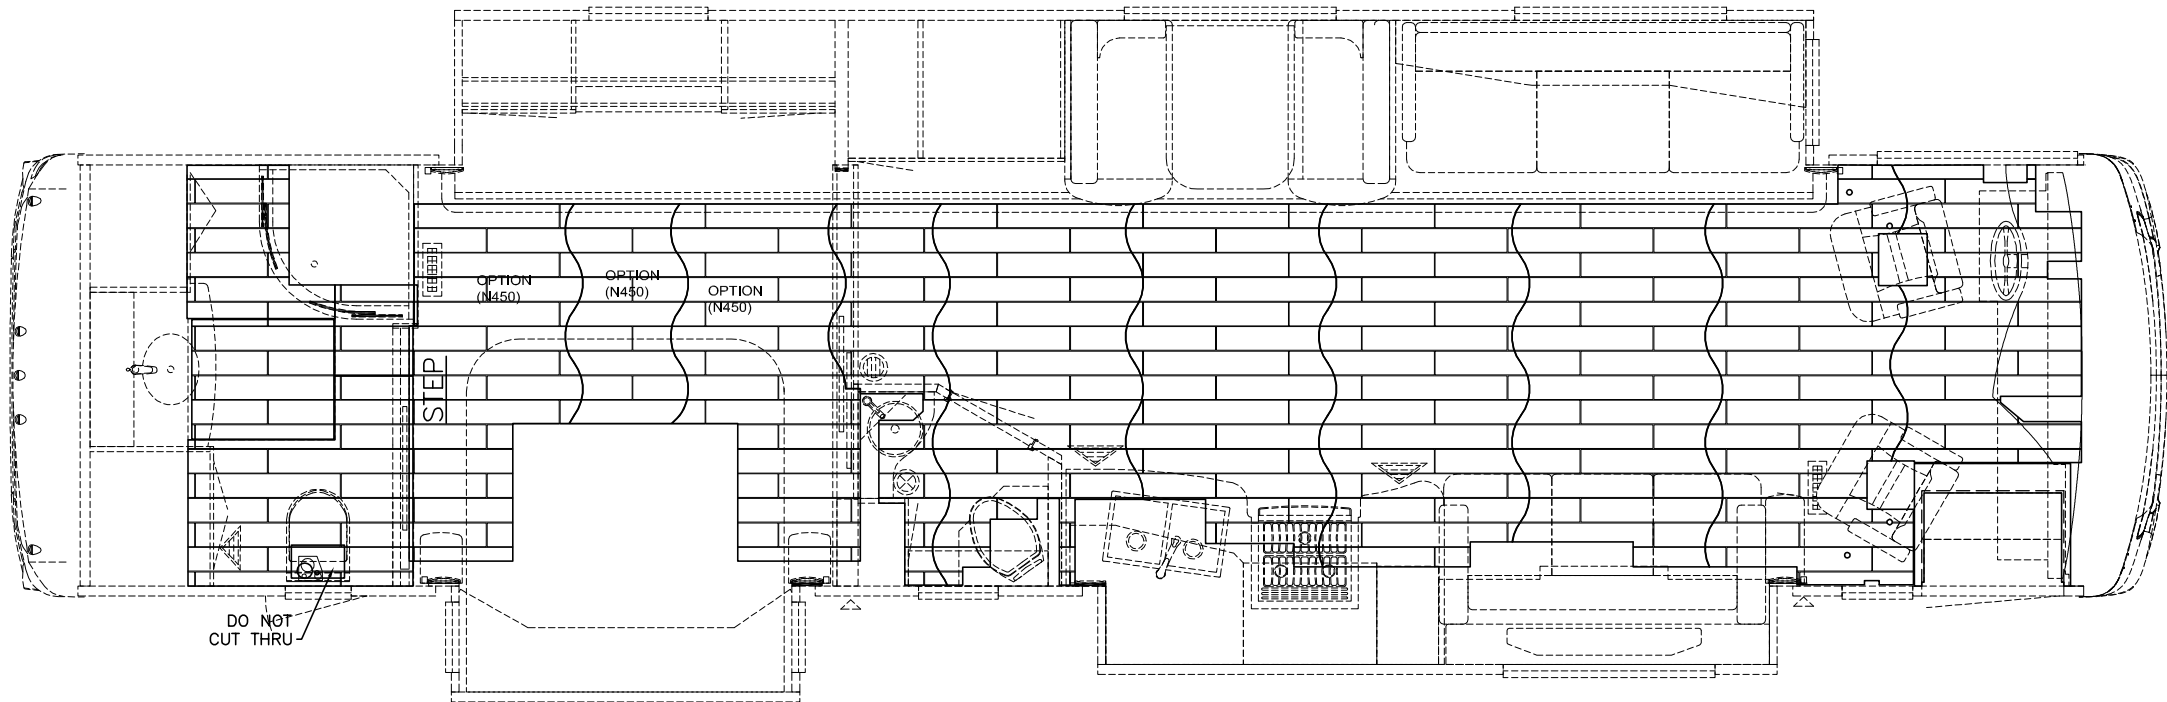 OPTION
(N450)
OPTION
(N450)
OPTION
(N450)
STEP
DO NOT
CUT THRU